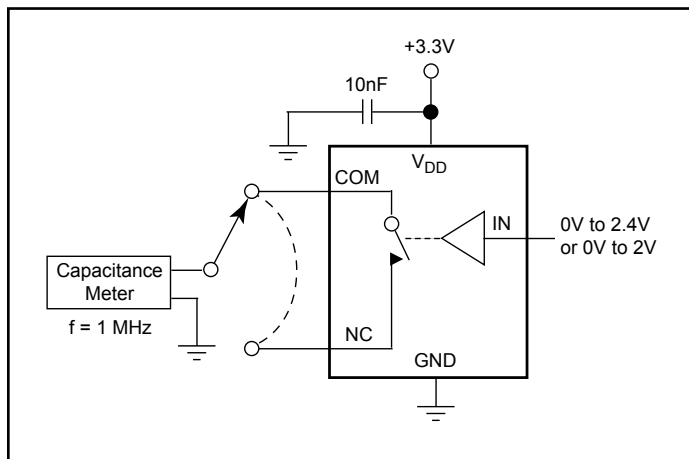 +3.3V
10nF
V_DD
COM
IN
0V to 2.4V
or 0V to 2V
Capacitance
Meter
f = 1 MHz
NC
GND